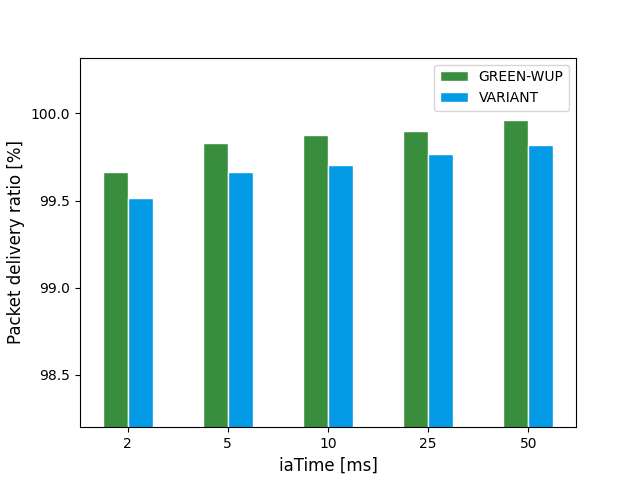 GREEN-WUP
VARIANT
100.0
99.5
99.0
98.5
Packet delivery ratio [%]
2 5 10 25 50
iaTime [ms]